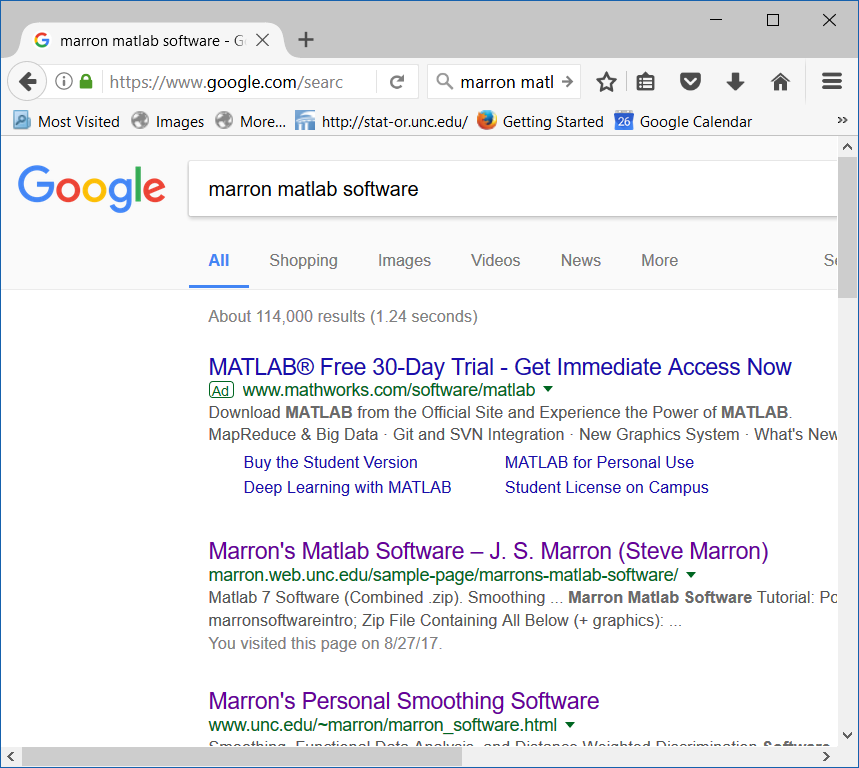 marron matlab software - G
https://www.google.com/searc
marron matl
Most Visited Images More... http://stat-or.unc.edu/ 26 Google Calendar Getting Started
Google
marron matlab software
All Shopping Images Videos News More Se
About 114,000 results (1.24 seconds)
MATLAB® Free 30-Day Trial - Get Immediate Access Now
Ad www.mathworks.com/software/matlab
Download MATLAB from the Official Site and Experience the Power of MATLAB.
MapReduce & Big Data · Git and SVN Integration · New Graphics System · What's New
Buy the Student Version MATLAB for Personal Use
Deep Learning with MATLAB Student License on Campus
Marron's Matlab Software – J. S. Marron (Steve Marron)
marron.web.unc.edu/sample-page/marrons-matlab-software/
Matlab 7 Software (Combined .zip). Smoothing ... Marron Matlab Software Tutorial: Po
marronsoftwareintro; Zip File Containing All Below (+ graphics): ...
You visited this page on 8/27/17.
Marron's Personal Smoothing Software
www.unc.edu/~marron/marron_software.html
Smoothing, Functional Data Analysis, and Distance Weighted Discrimination Software